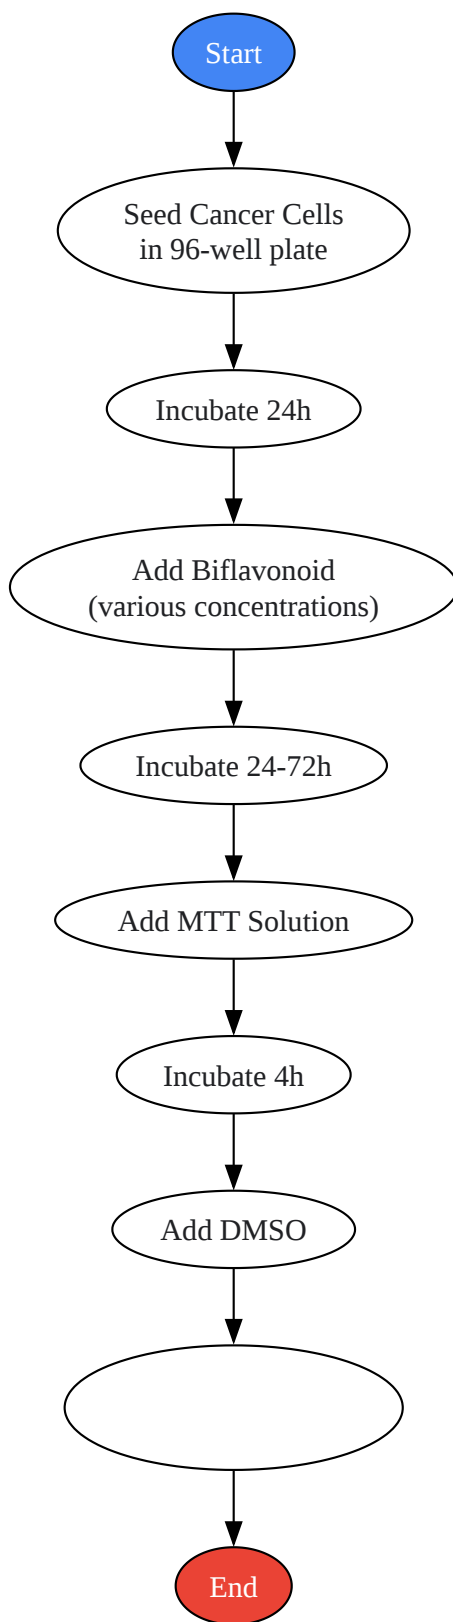 Start
Seed Cancer Cells
in 96-well plate
Incubate 24h
Add Biflavonoid
(various concentrations)
Incubate 24-72h
Add MTT Solution
Incubate 4h
Add DMSO
End